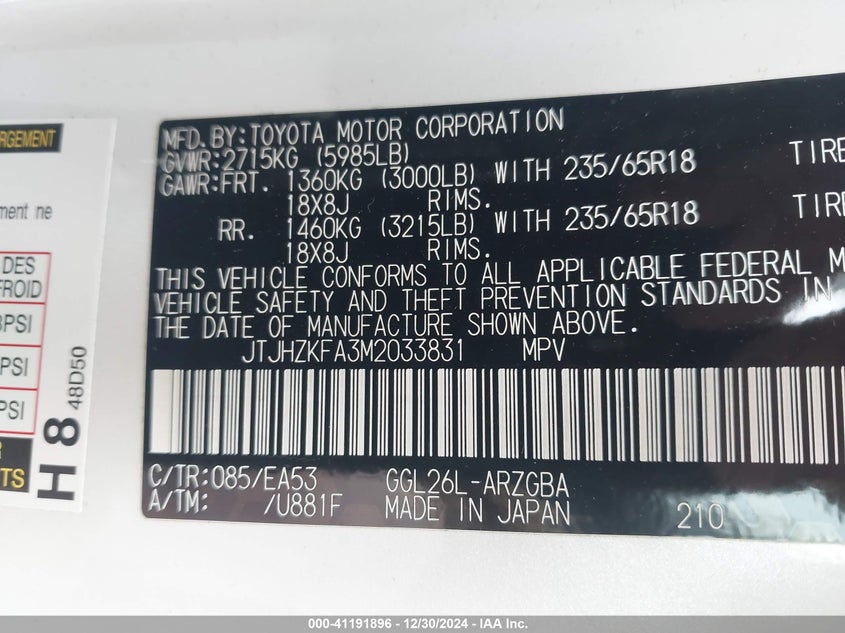 RGEMENT
ment ne
DES
FROID
PSI
PSI
PSI
TS
H 8 48D50
MFD. BY: TOYOTA MOTOR CORPORATION
GVWR: 2715KG (5985LB)
GAWR: FRT. 1360KG (3000LB) WITH 235/65R18 TIRE
18X8J RIMS.
RR. 1460KG (3215LB) WITH 235/65R18 TIRE
18X8J RIMS.
THIS VEHICLE CONFORMS TO ALL APPLICABLE FEDERAL M
VEHICLE SAFETY AND THEFT PREVENTION STANDARDS IN
THE DATE OF MANUFACTURE SHOWN ABOVE.
JTJHZKFA3M2033831 MPV
C/TR: 085/EA53 GGL26L-ARZGBA
A/TM: /U881F MADE IN JAPAN 210
000-41191896 - 12/30/2024 - IAA Inc.